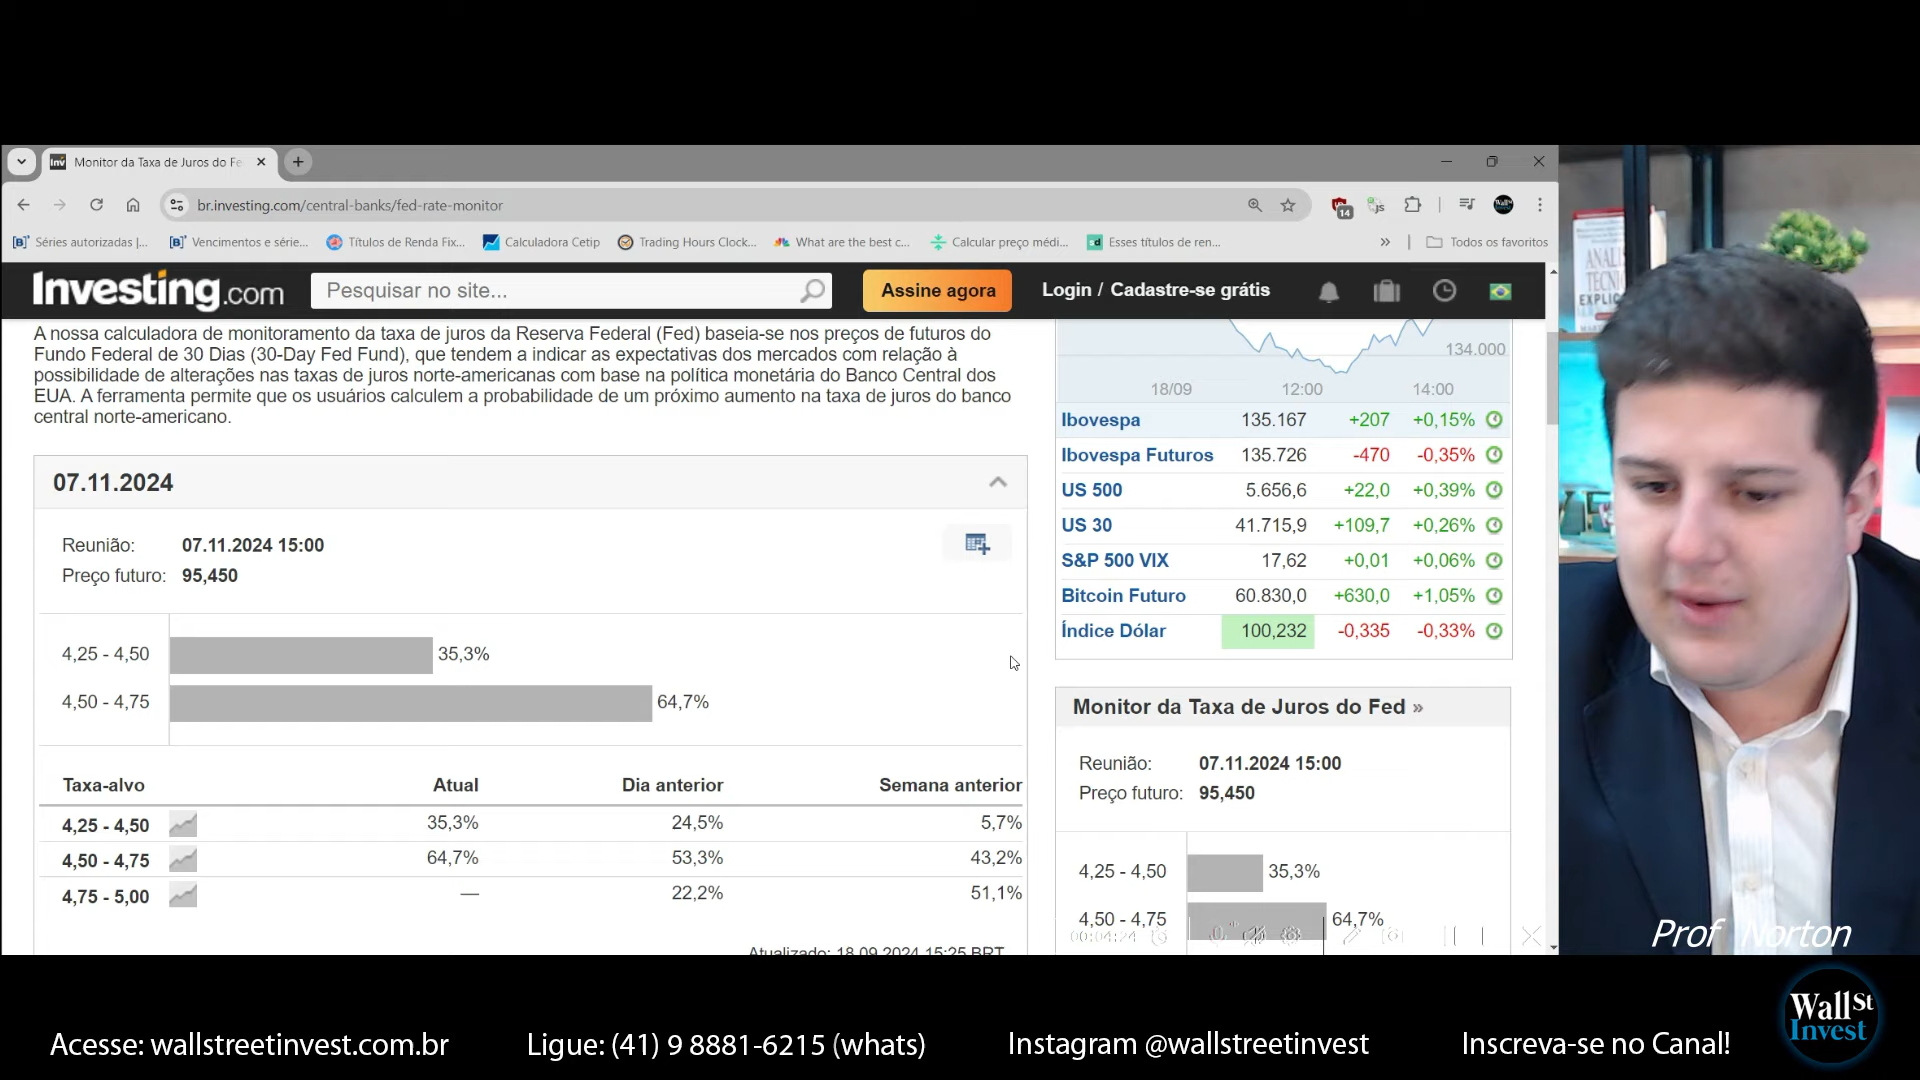 Monitor da Taxa de Juros do Fe
br.investing.com/central-banks/fed-rate-monitor
14
Séries autorizadas |...
Vencimentos e série...
Títulos de Renda Fix...
Calculadora Cetip
Trading Hours Clock...
What are the best c...
Calcular preço médi...
Esses títulos de ren...
»
Todos os favoritos
Investing.com
Pesquisar no site...
Assine agora
Login / Cadastre-se grátis
A nossa calculadora de monitoramento da taxa de juros da Reserva Federal (Fed) baseia-se nos preços de futuros do
Fundo Federal de 30 Dias (30-Day Fed Fund), que tendem a indicar as expectativas dos mercados com relação à
possibilidade de alterações nas taxas de juros norte-americanas com base na política monetária do Banco Central dos
EUA. A ferramenta permite que os usuários calculem a probabilidade de um próximo aumento na taxa de juros do banco
central norte-americano.
07.11.2024
Reunião: 07.11.2024 15:00
Preço futuro: 95,450
4,25 - 4,50 35,3%
4,50 - 4,75 64,7%
Taxa-alvo Atual Dia anterior Semana anterior
4,25 - 4,50 35,3% 24,5% 5,7%
4,50 - 4,75 64,7% 53,3% 43,2%
4,75 - 5,00 — 22,2% 51,1%
Atualizado: 18.09.2024 15:25 BRT
134.000
18/09 12:00 14:00
Ibovespa 135.167 +207 +0,15%
Ibovespa Futuros 135.726 -470 -0,35%
US 500 5.656,6 +22,0 +0,39%
US 30 41.715,9 +109,7 +0,26%
S&P 500 VIX 17,62 +0,01 +0,06%
Bitcoin Futuro 60.830,0 +630,0 +1,05%
Índice Dólar 100,232 -0,335 -0,33%
Monitor da Taxa de Juros do Fed »
Reunião: 07.11.2024 15:00
Preço futuro: 95,450
4,25 - 4,50 35,3%
4,50 - 4,75 64,7%
00:04:24
EXPLIC
Prof Norton
Acesse: wallstreetinvest.com.br
Ligue: (41) 9 8881-6215 (whats)
Instagram @wallstreetinvest
Inscreva-se no Canal!
Wall St
Invest